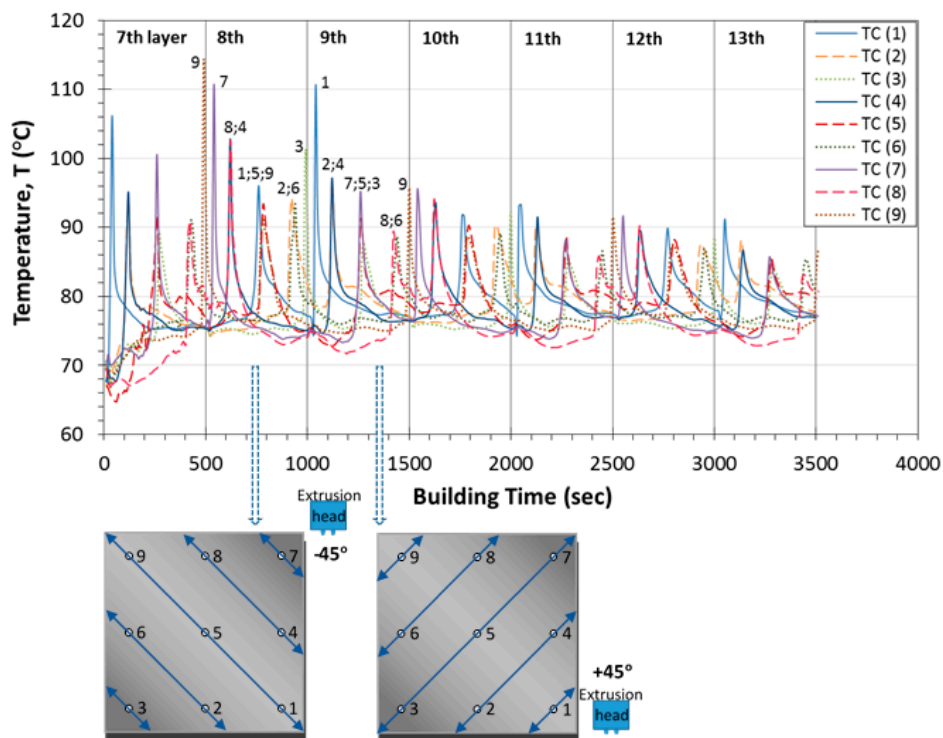 120
110
100
90
80
70
60
Temperature, T (°C)
7th layer
8th
9th
10th
11th
12th
13th
9
7
8;4
1;5;9
2;6
3
1
2;4
7;5;3
8;6
9
TC (1)
TC (2)
TC (3)
TC (4)
TC (5)
TC (6)
TC (7)
TC (8)
TC (9)
0 500 1000 1500 2000 2500 3000 3500 4000
Building Time (sec)
Extrusion
head
-45°
9 8 7
6 5 4
3 2 1
9 8 7
6 5 4
3 2 1
+45°
Extrusion
head